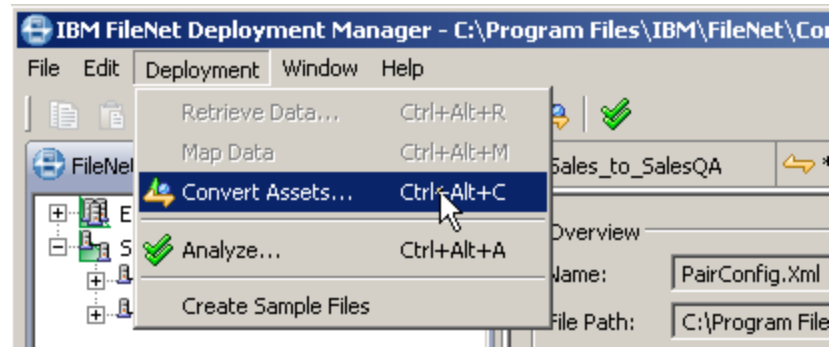 IBM FileNet Deployment Manager - C:\Program Files\IBM\FileNet\Co
File Edit Deployment Window Help
Retrieve Data... Ctrl+Alt+R
Map Data Ctrl+Alt+M
FileNe Sales_to_SalesQA *
Convert Assets... Ctrl+Alt+C
E
Overview
S Analyze... Ctrl+Alt+A
Name: PairConfig.Xml
Create Sample Files
File Path: C:\Program File